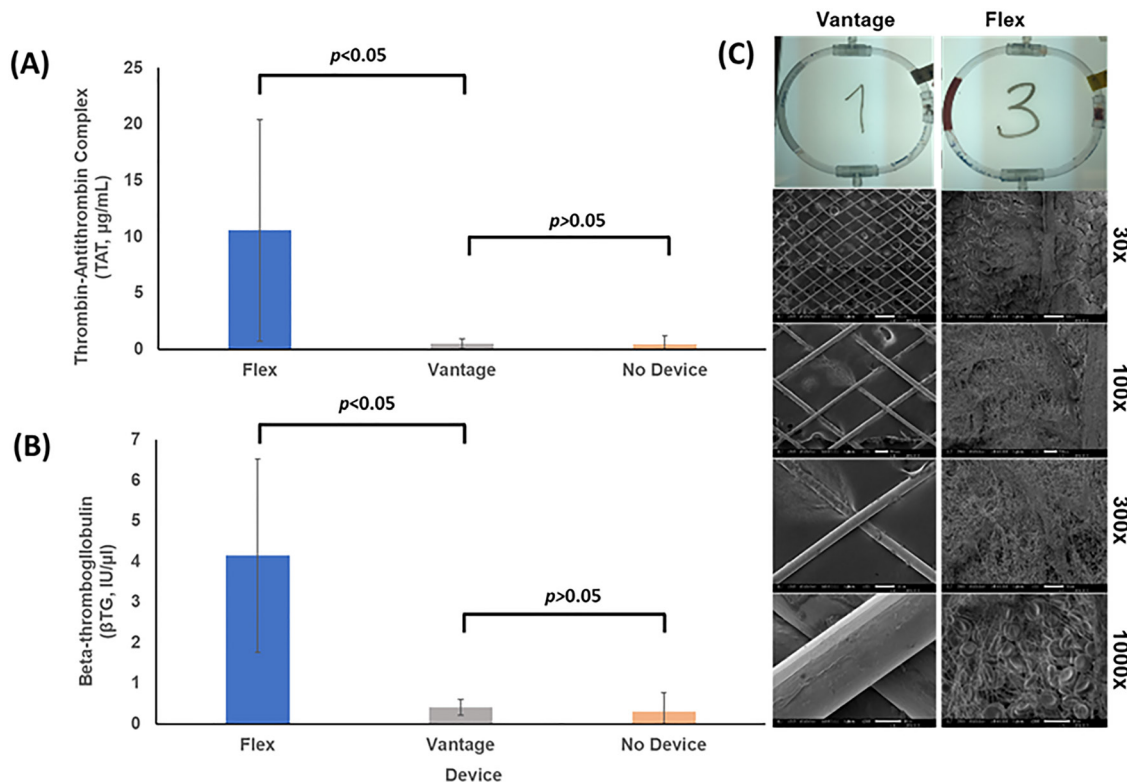 (A)
p<0.05
25
20
15
10
5
0
Thrombin-Antithrombin Complex
(TAT, µg/mL)
p>0.05
Flex
Vantage
No Device
(B)
p<0.05
7
6
5
4
3
2
1
0
Beta-thrombogllobulin
(βTG, IU/µl)
p>0.05
Flex
Vantage
No Device
Device
(C)
Vantage
Flex
1
3
30x
100x
300x
1000x